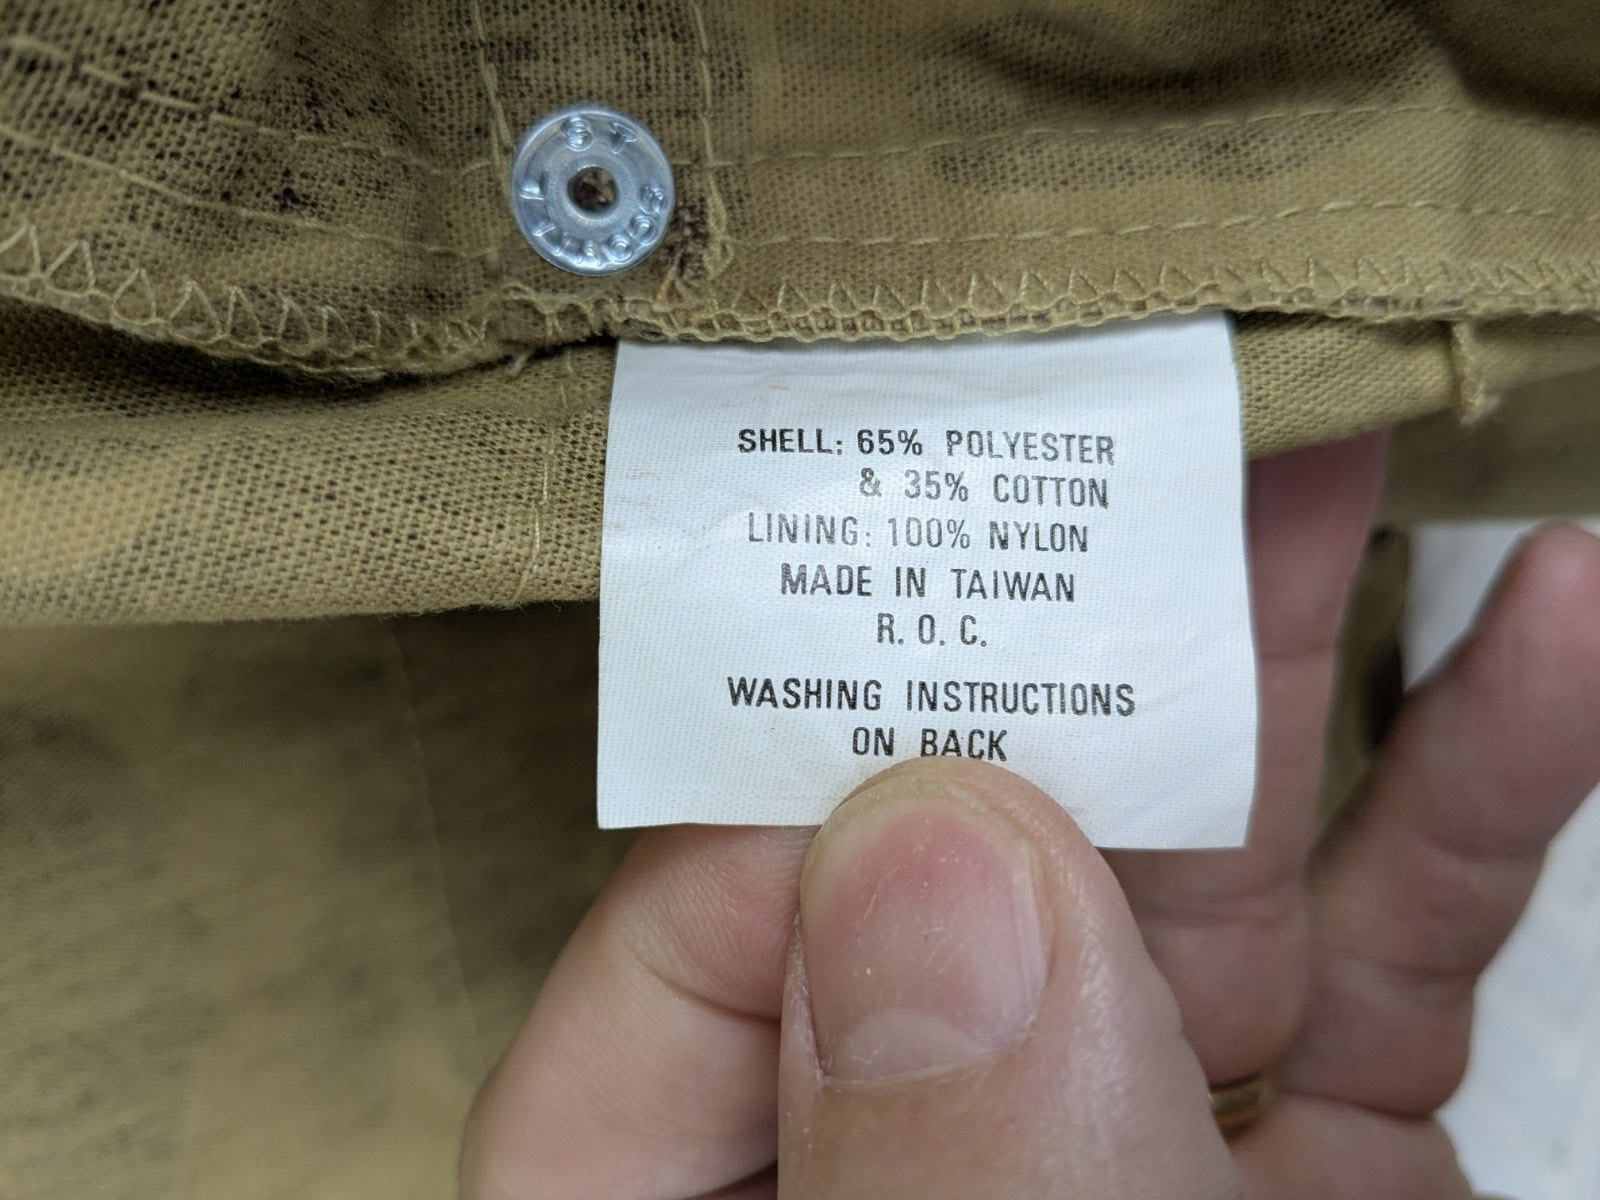 SHELL: 65% POLYESTER
& 35% COTTON
LINING: 100% NYLON
MADE IN TAIWAN
R. O. C.
WASHING INSTRUCTIONS
ON BACK